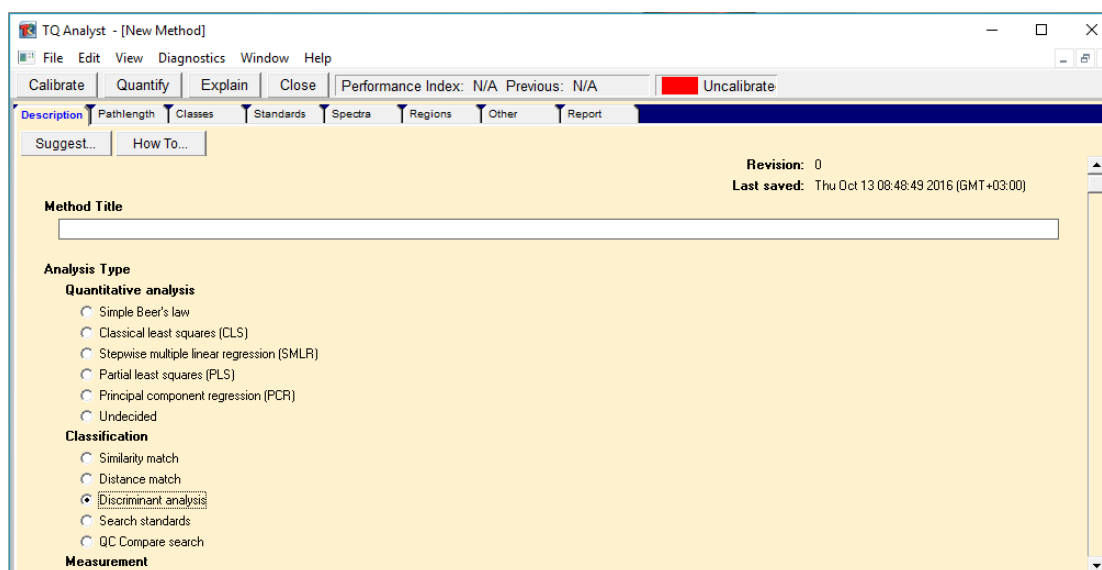 TQ Analyst - [New Method]
File Edit View Diagnostics Window Help
Calibrate Quantify Explain Close Performance Index: N/A Previous: N/A Uncalibrate
Description Pathlength Classes Standards Spectra Regions Other Report
Suggest... How To...
Revision: 0
Last saved: Thu Oct 13 08:48:49 2016 (GMT+03:00)
Method Title
Analysis Type
Quantitative analysis
Simple Beer's law
Classical least squares (CLS)
Stepwise multiple linear regression (SMLR)
Partial least squares (PLS)
Principal component regression (PCR)
Undecided
Classification
Similarity match
Distance match
Discriminant analysis
Search standards
QC Compare search
Measurement